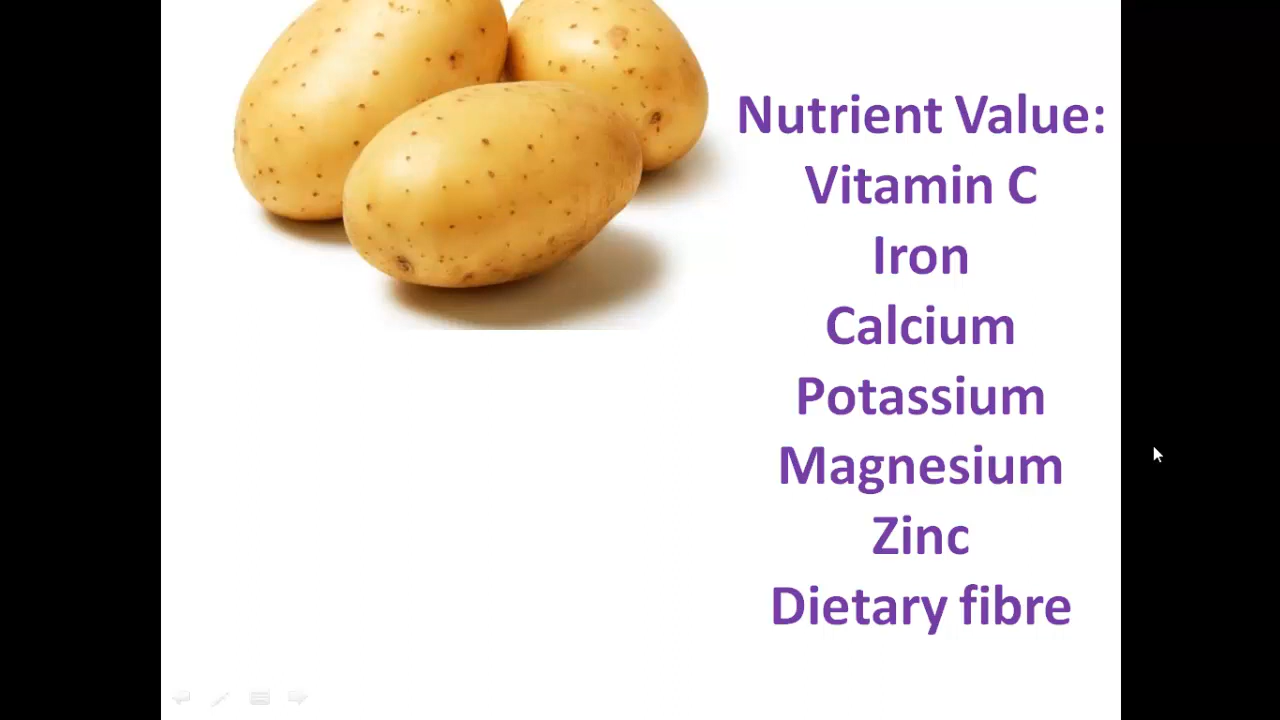 Nutrient Value:
Vitamin C
Iron
Calcium
Potassium
Magnesium
Zinc
Dietary fibre